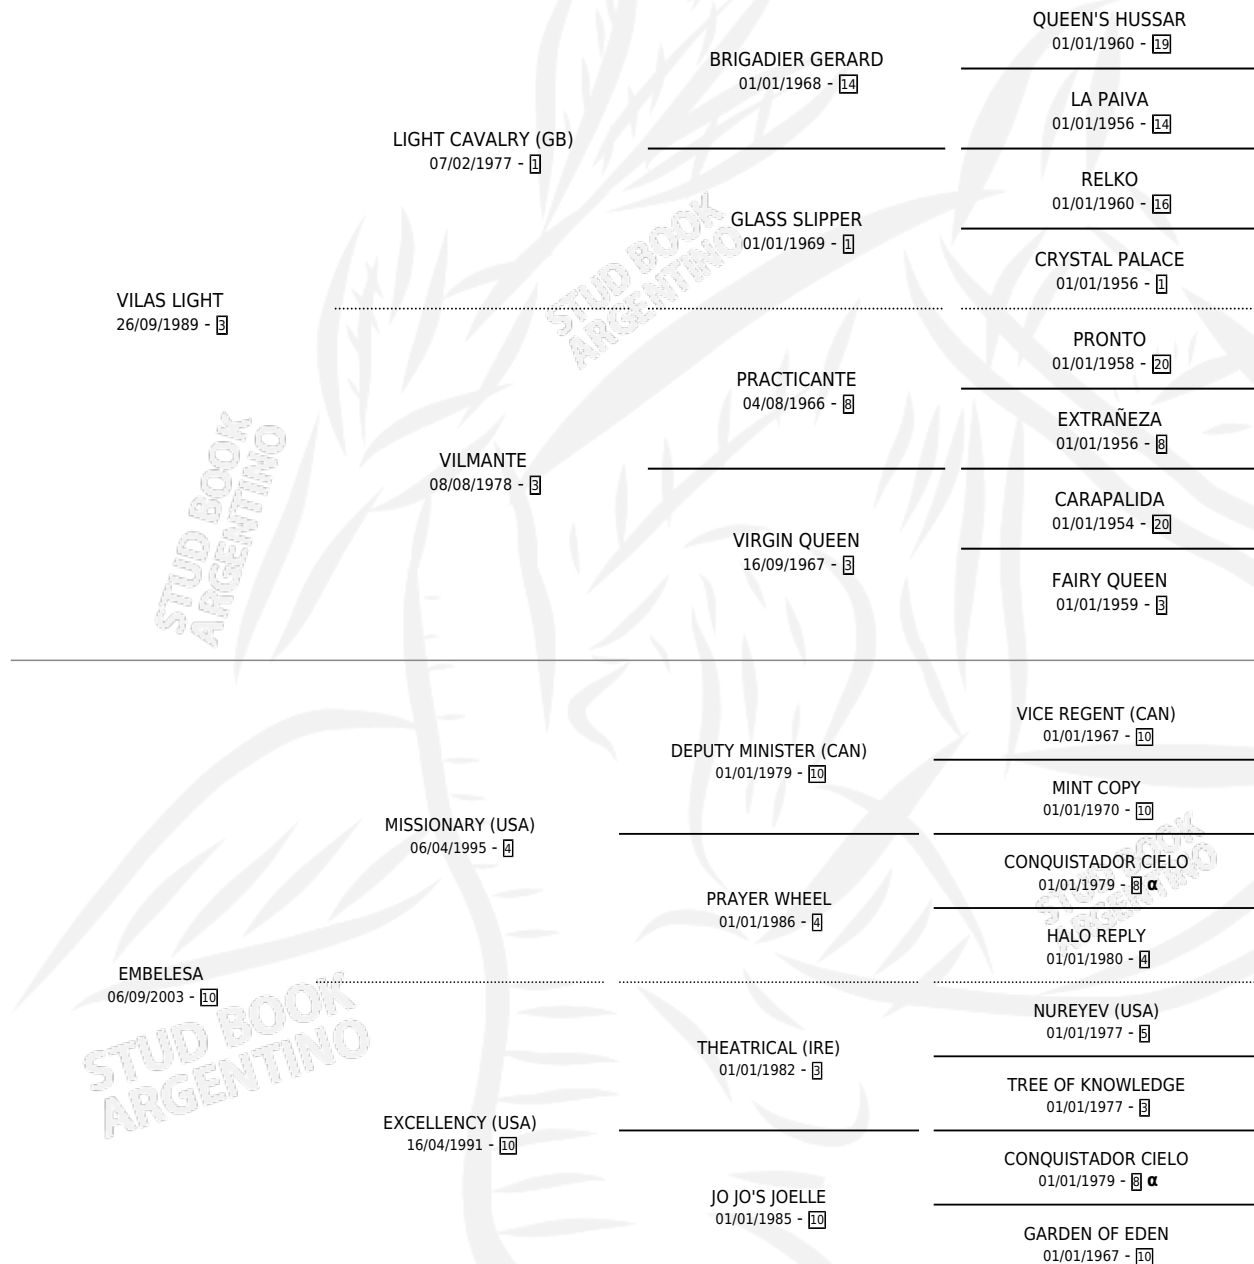 QUEEN'S HUSSAR
01/01/1960 - 19
BRIGADIER GERARD
01/01/1968 - 14
LA PAIVA
01/01/1956 - 14
LIGHT CAVALRY (GB)
07/02/1977 - 1
RELKO
01/01/1960 - 16
GLASS SLIPPER
01/01/1969 - 1
CRYSTAL PALACE
01/01/1956 - 1
VILAS LIGHT
26/09/1989 - 3
PRONTO
01/01/1958 - 20
PRACTICANTE
04/08/1966 - 8
EXTRAÑEZA
01/01/1956 - 8
VILMANTE
08/08/1978 - 3
CARAPALIDA
01/01/1954 - 20
VIRGIN QUEEN
16/09/1967 - 3
FAIRY QUEEN
01/01/1959 - 3
VICE REGENT (CAN)
01/01/1967 - 10
DEPUTY MINISTER (CAN)
01/01/1979 - 10
MINT COPY
01/01/1970 - 10
MISSIONARY (USA)
06/04/1995 - 4
CONQUISTADOR CIELO
01/01/1979 - 8 α
PRAYER WHEEL
01/01/1986 - 4
HALO REPLY
01/01/1980 - 4
EMBELESA
06/09/2003 - 10
NUREYEV (USA)
01/01/1977 - 5
THEATRICAL (IRE)
01/01/1982 - 3
TREE OF KNOWLEDGE
01/01/1977 - 3
EXCELLENCY (USA)
16/04/1991 - 10
CONQUISTADOR CIELO
01/01/1979 - 8 α
JO JO'S JOELLE
01/01/1985 - 10
GARDEN OF EDEN
01/01/1967 - 10
STUD BOOK
ARGENTINO
STUD BOOK
ARGENTINO
STUD BOOK
ARGENTINO
STUD BOOK
ARGENTINO